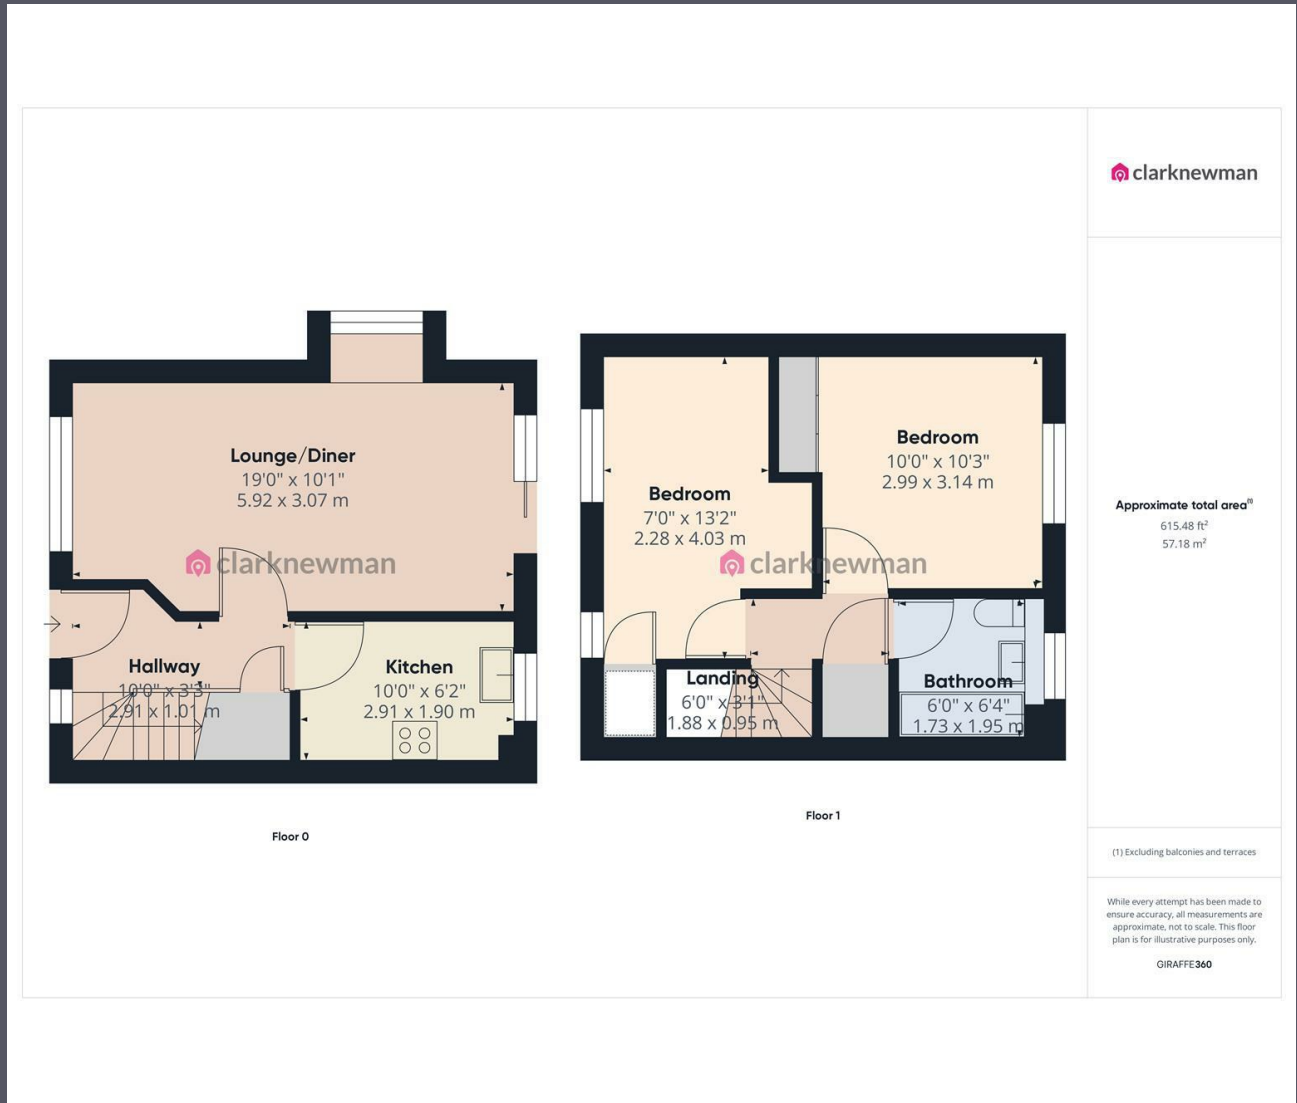 clarknewman
Lounge/Diner
19'0" x 10'1"
5.92 x 3.07 m
clarknewman
Hallway
10'0" x 3'3"
2.91 x 1.01 m
Kitchen
10'0" x 6'2"
2.91 x 1.90 m
Floor 0
Bedroom
7'0" x 13'2"
2.28 x 4.03 m
Bedroom
10'0" x 10'3"
2.99 x 3.14 m
clarknewman
Landing
6'0" x 3'1"
1.88 x 0.95 m
Bathroom
6'0" x 6'4"
1.73 x 1.95 m
Floor 1
Approximate total area⁽¹⁾
615.48 ft²
57.18 m²
(1) Excluding balconies and terraces
While every attempt has been made to
ensure accuracy, all measurements are
approximate, not to scale. This floor
plan is for illustrative purposes only.
GIRAFFE360